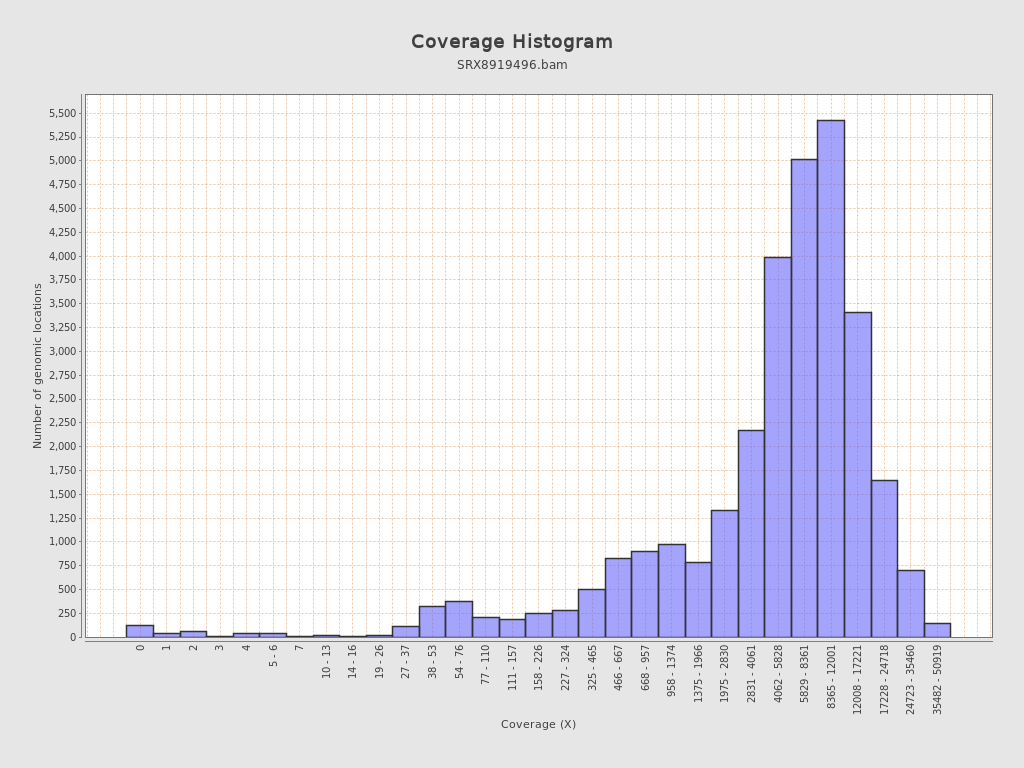 Coverage Histogram
SRX8919496.bam
5,500
5,250
5,000
4,750
4,500
4,250
4,000
3,750
3,500
3,250
3,000
2,750
2,500
2,250
2,000
1,750
1,500
1,250
1,000
750
500
250
0
Number of genomic locations
0
1
2
3
4
5 - 6
7
10 - 13
14 - 16
19 - 26
27 - 37
38 - 53
54 - 76
77 - 110
111 - 157
158 - 226
227 - 324
325 - 465
466 - 667
668 - 957
958 - 1374
1375 - 1966
1975 - 2830
2831 - 4061
4062 - 5828
5829 - 8361
8365 - 12001
12008 - 17221
17228 - 24718
24723 - 35460
35482 - 50919
Coverage (X)